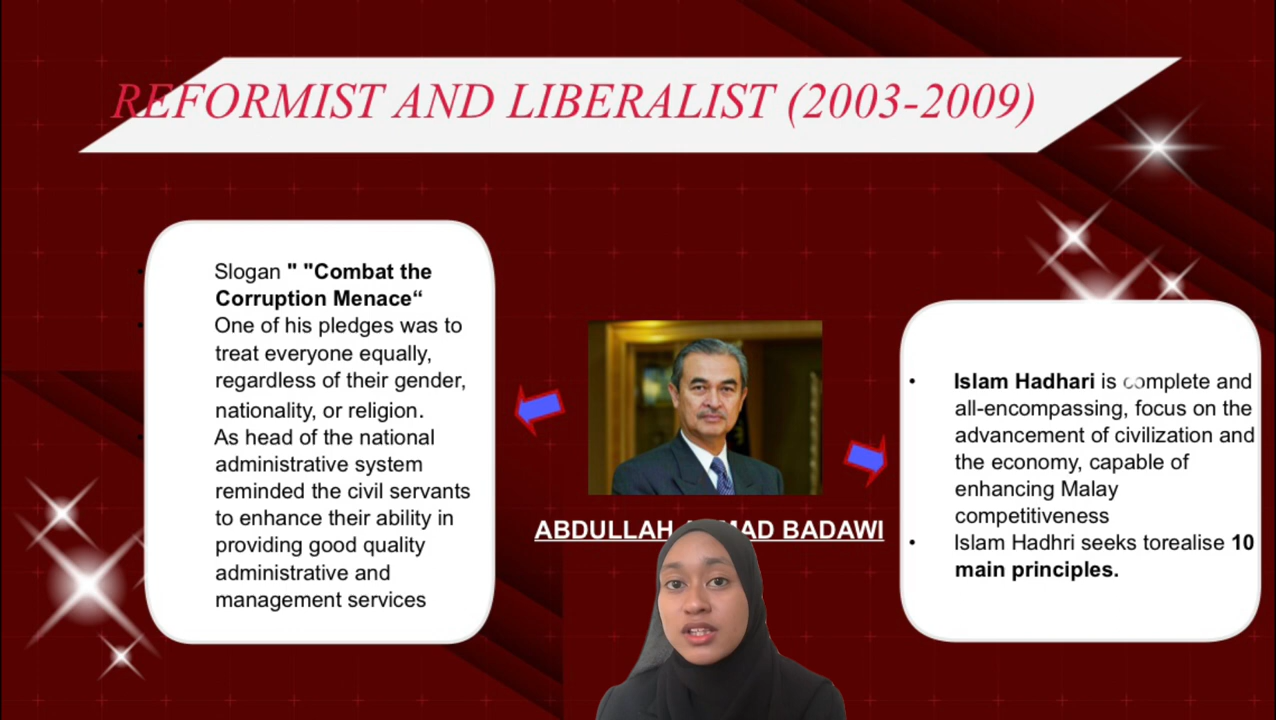 REFORMIST AND LIBERALIST (2003-2009)
Slogan " "Combat the
Corruption Menace“
One of his pledges was to
treat everyone equally,
regardless of their gender,
nationality, or religion.
As head of the national
administrative system
reminded the civil servants
to enhance their ability in
providing good quality
administrative and
management services
ABDULLAH BADAWI
• Islam Hadhari is complete and
all-encompassing, focus on the
advancement of civilization and
the economy, capable of
enhancing Malay
competitiveness
• Islam Hadhri seeks torealise 10
main principles.